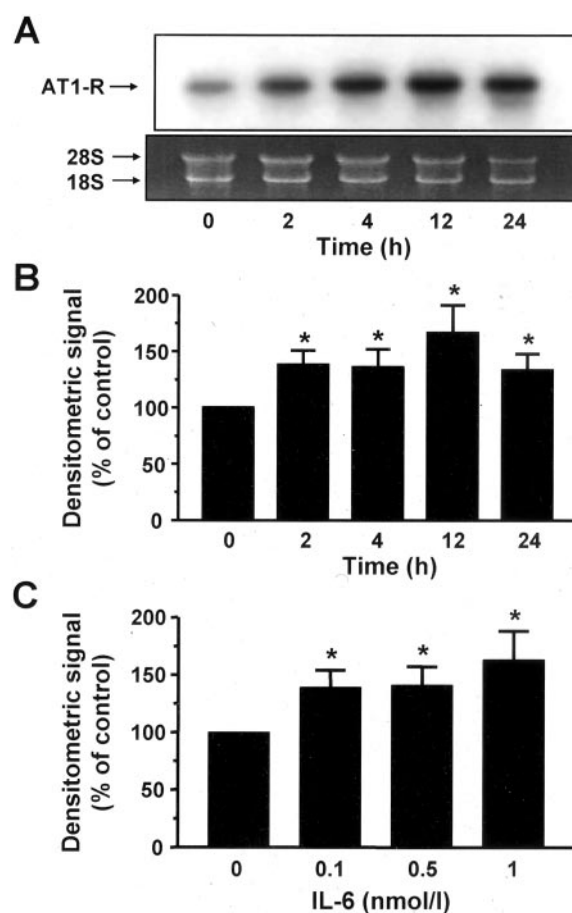 A
AT1-R →
28S →
18S →
0 2 4 12 24
Time (h)
B
Densitometric signal
(% of control)
200
150
100
50
0
* * * *
0 2 4 12 24
Time (h)
C
Densitometric signal
(% of control)
200
150
100
50
0
* * *
0 0.1 0.5 1
IL-6 (nmol/l)